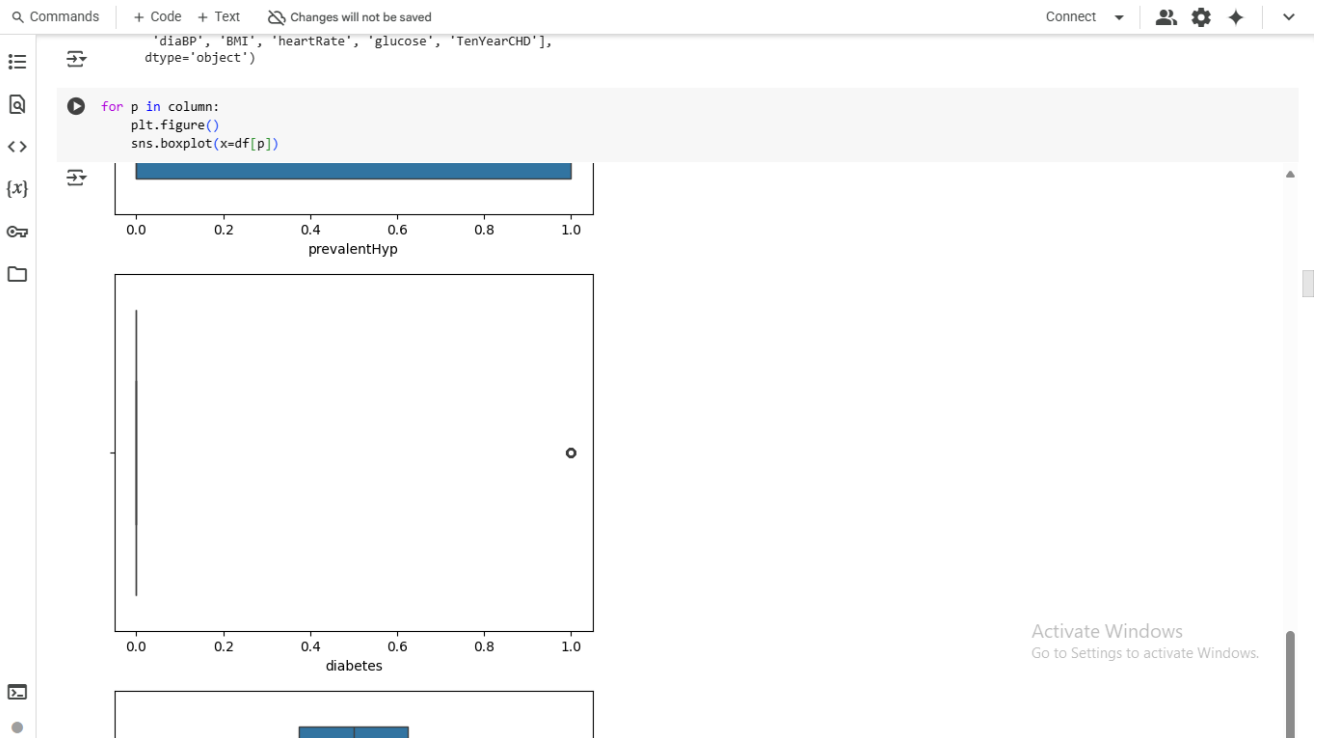 Commands + Code + Text Changes will not be saved Connect
'diaBP', 'BMI', 'heartRate', 'glucose', 'TenYearCHD'],
dtype='object')
for p in column:
plt.figure()
sns.boxplot(x=df[p])
{x}
0.0 0.2 0.4 0.6 0.8 1.0
prevalentHyp
0.0 0.2 0.4 0.6 0.8 1.0
diabetes
Activate Windows
Go to Settings to activate Windows.